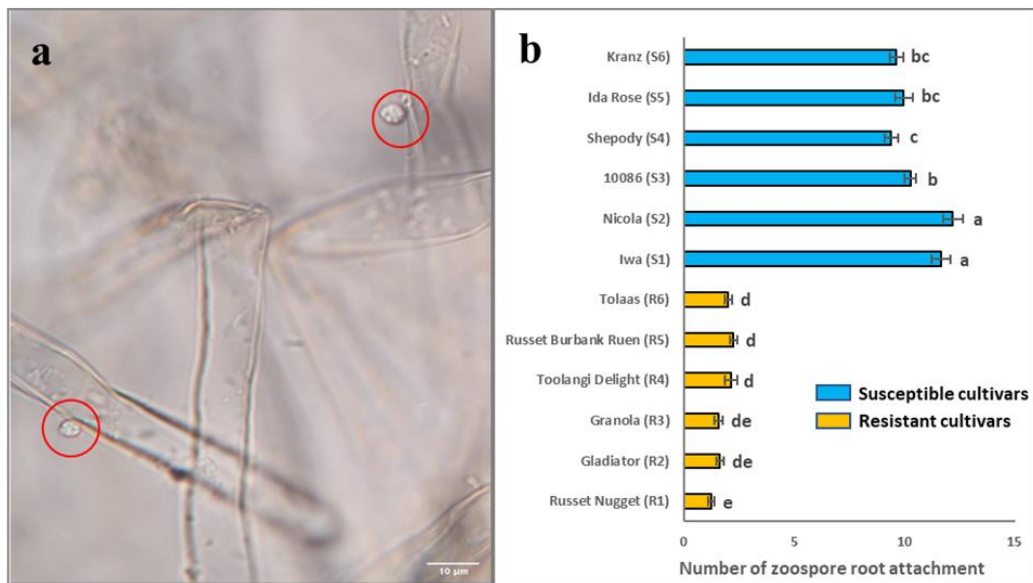 a
10 μm
b
Kranz (S6)
bc
Ida Rose (S5)
bc
Shepody (S4)
c
10086 (S3)
b
Nicola (S2)
a
Iwa (S1)
a
Tolaas (R6)
d
Russet Burbank Ruen (R5)
d
Toolangi Delight (R4)
d
Granola (R3)
de
Gladiator (R2)
de
Russet Nugget (R1)
e
Susceptible cultivars
Resistant cultivars
0 5 10 15
Number of zoospore root attachment